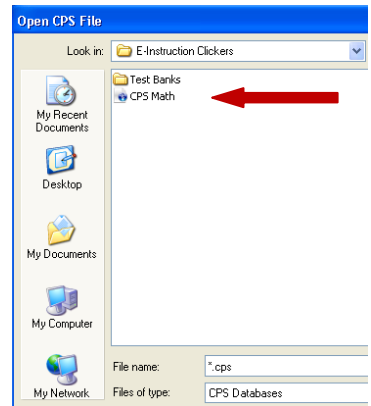 Open CPS File
Look in: E-Instruction Clickers
Test Banks
CPS Math
My Recent
Documents
Desktop
My Documents
My Computer
My Network
File name: *.cps
Files of type: CPS Databases